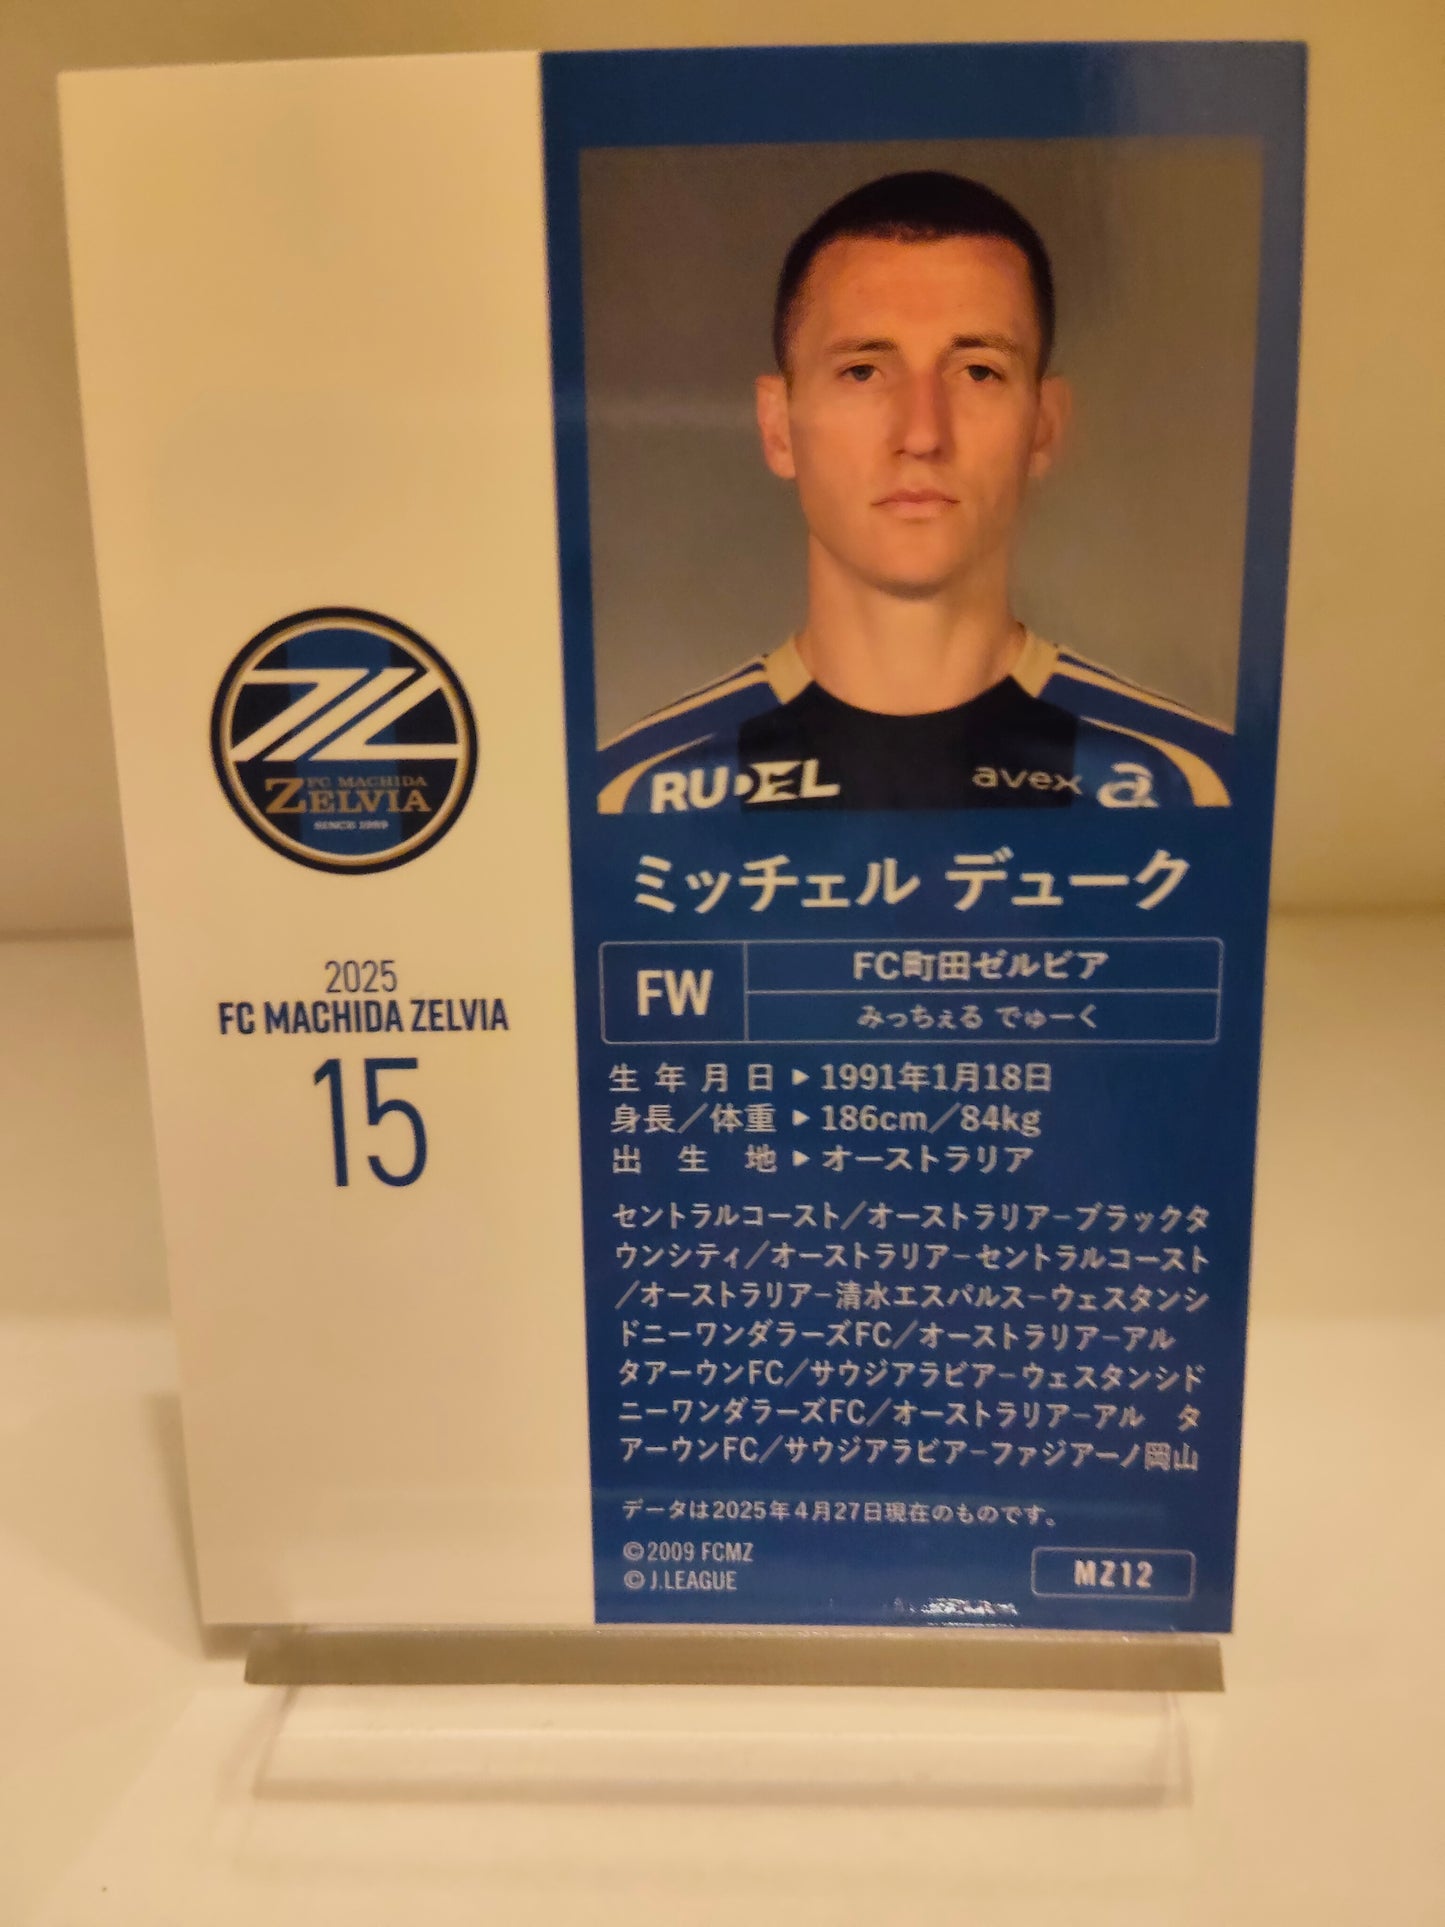 FC MACHIDA
ZELVIA
SINCE 1989
2025
FC MACHIDA ZELVIA
15
RUDEL
avex a
ミッチェル デューク
FW
FC町田ゼルビア
みっちぇる でゅーく
生年月日▶1991年1月18日
身長／体重▶186cm／84kg
出生地▶オーストラリア
セントラルコースト／オーストラリア−ブラックタ
ウンシティ／オーストラリア−セントラルコースト
／オーストラリア−清水エスパルス−ウェスタンシ
ドニーワンダラーズFC／オーストラリア−アル
タアーウンFC／サウジアラビア−ウェスタンシド
ニーワンダラーズFC／オーストラリア−アル　タ
アーウンFC／サウジアラビア−ファジアーノ岡山
データは2025年4月27日現在のものです。
©2009 FCMZ
© J.LEAGUE
MZ12